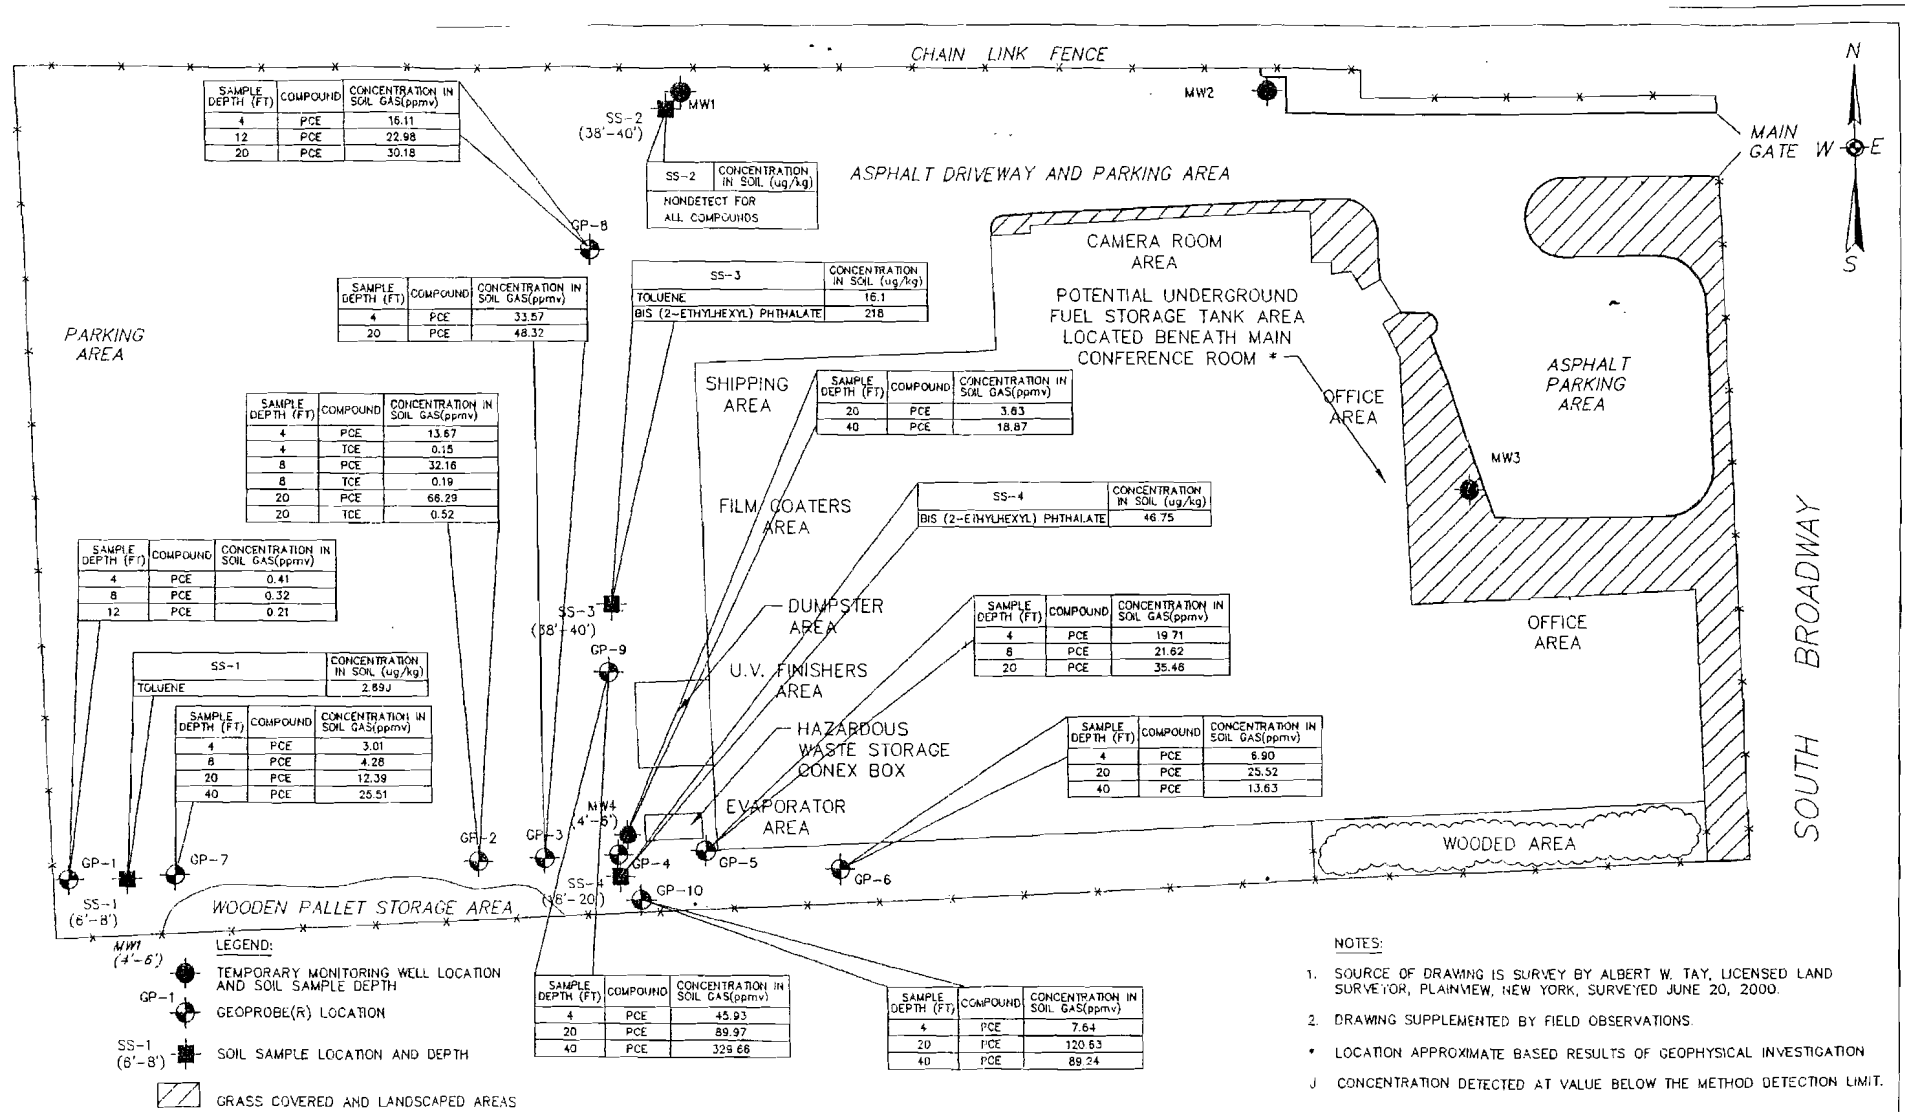 CHAIN LINK FENCE
N
W E
S
MAIN
GATE
SAMPLE DEPTH (FT) COMPOUND CONCENTRATION IN SOIL GAS(ppmv)
4 PCE 16.11
12 PCE 22.98
20 PCE 30.18
MW1
SS-2
(38'-40')
MW2
SS-2 CONCENTRATION IN SOIL (ug/kg)
NONDETECT FOR
ALL COMPOUNDS
ASPHALT DRIVEWAY AND PARKING AREA
GP-8
CAMERA ROOM
AREA
POTENTIAL UNDERGROUND
FUEL STORAGE TANK AREA
LOCATED BENEATH MAIN
CONFERENCE ROOM *
SS-3 CONCENTRATION IN SOIL (ug/kg)
TOLUENE 16.1
BIS (2-ETHYLHEXYL) PHTHALATE 218
SAMPLE DEPTH (FT) COMPOUND CONCENTRATION IN SOIL GAS(ppmv)
4 PCE 33.57
20 PCE 48.32
PARKING
AREA
SHIPPING
AREA
SAMPLE DEPTH (FT) COMPOUND CONCENTRATION IN SOIL GAS(ppmv)
20 PCE 3.63
40 PCE 18.87
OFFICE
AREA
ASPHALT
PARKING
AREA
SAMPLE DEPTH (FT) COMPOUND CONCENTRATION IN SOIL GAS(ppmv)
4 PCE 13.67
4 TCE 0.15
8 PCE 32.16
8 TCE 0.19
20 PCE 66.29
20 TCE 0.52
MW3
FILM COATERS
AREA
SS-4 CONCENTRATION IN SOIL (ug/kg)
BIS (2-ETHYLHEXYL) PHTHALATE 46.75
SOUTH BROADWAY
SAMPLE DEPTH (FT) COMPOUND CONCENTRATION IN SOIL GAS(ppmv)
4 PCE 0.41
8 PCE 0.32
12 PCE 0.21
SS-3
(38'-40')
DUMPSTER
AREA
SAMPLE DEPTH (FT) COMPOUND CONCENTRATION IN SOIL GAS(ppmv)
4 PCE 19.71
8 PCE 21.62
20 PCE 35.46
OFFICE
AREA
GP-9
U.V. FINISHERS
AREA
SS-1 CONCENTRATION IN SOIL (ug/kg)
TOLUENE 2.69J
SAMPLE DEPTH (FT) COMPOUND CONCENTRATION IN SOIL GAS(ppmv)
4 PCE 3.01
8 PCE 4.28
20 PCE 12.39
40 PCE 25.51
HAZARDOUS
WASTE STORAGE
CONEX BOX
SAMPLE DEPTH (FT) COMPOUND CONCENTRATION IN SOIL GAS(ppmv)
4 PCE 6.90
20 PCE 25.52
40 PCE 13.63
EVAPORATOR
AREA
MW4
(4'-6')
WOODED AREA
GP-1
SS-1
(6'-8')
GP-7
GP-2
GP-3
GP-4
GP-5
GP-6
SS-4
(18'-20')
GP-10
WOODEN PALLET STORAGE AREA
LEGEND:
MW1
(4'-6')
TEMPORARY MONITORING WELL LOCATION
AND SOIL SAMPLE DEPTH
GP-1
GEOPROBE(R) LOCATION
SS-1
(6'-8')
SOIL SAMPLE LOCATION AND DEPTH
GRASS COVERED AND LANDSCAPED AREAS
SAMPLE DEPTH (FT) COMPOUND CONCENTRATION IN SOIL GAS(ppmv)
4 PCE 45.93
20 PCE 89.97
40 PCE 329.66
SAMPLE DEPTH (FT) COMPOUND CONCENTRATION IN SOIL GAS(ppmv)
4 PCE 7.64
20 PCE 120.63
40 PCE 89.24
NOTES:
1. SOURCE OF DRAWING IS SURVEY BY ALBERT W. TAY, LICENSED LAND
SURVEYOR, PLAINVIEW, NEW YORK, SURVEYED JUNE 20, 2000.
2. DRAWING SUPPLEMENTED BY FIELD OBSERVATIONS.
* LOCATION APPROXIMATE BASED RESULTS OF GEOPHYSICAL INVESTIGATION
J CONCENTRATION DETECTED AT VALUE BELOW THE METHOD DETECTION LIMIT.